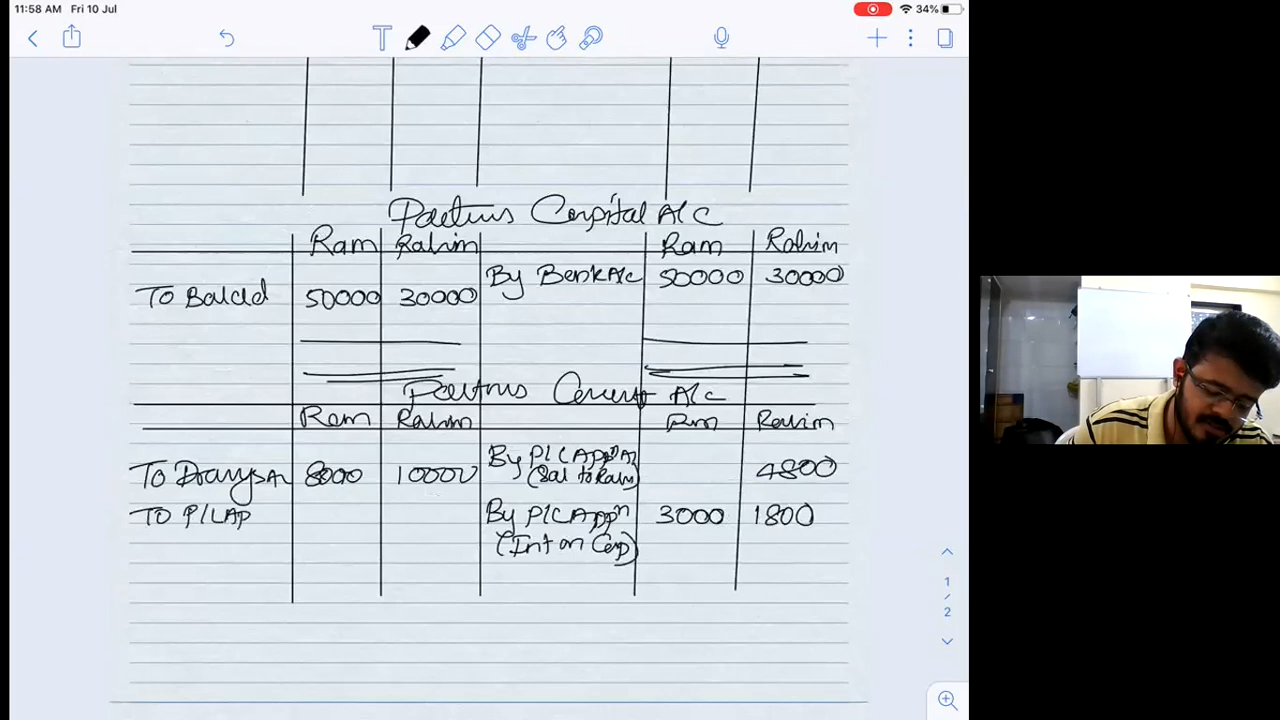 11:58 AM Fri 10 Jul
34%
T
Partners Capital A/c
Ram Rahim Ram Rahim
By Bank A/c 50000 30000
To Bal c/d 50000 30000
Partners Current A/c
Ram Rahim Ram Rahim
By P/L App
To Drawgs A/c 8000 10000 (Sal to Rahim) 4800
To P/L AP By P/L Appn 3000 1800
(Int on Cap)
1
/
2